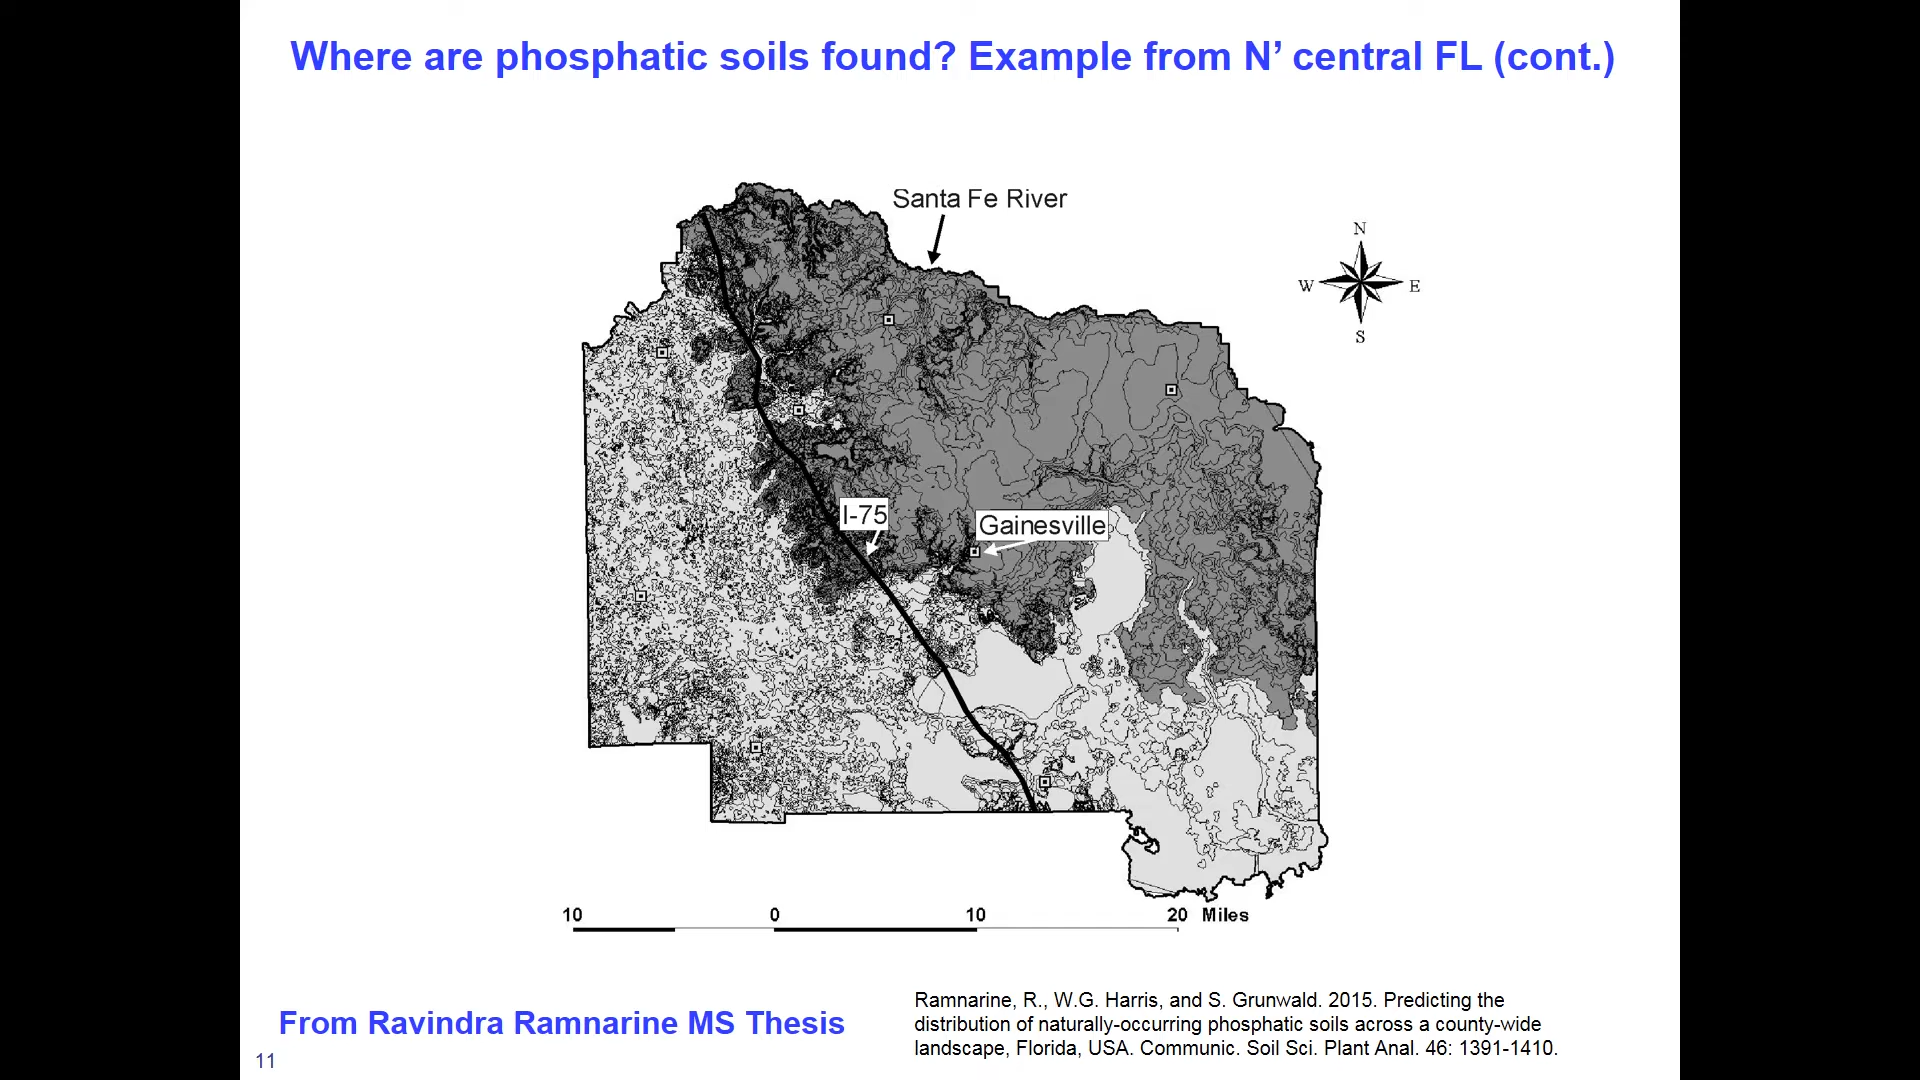 Where are phosphatic soils found? Example from N’ central FL (cont.)
Santa Fe River
N
W E
S
I-75
Gainesville
10 0 10 20 Miles
From Ravindra Ramnarine MS Thesis
Ramnarine, R., W.G. Harris, and S. Grunwald. 2015. Predicting the
distribution of naturally-occurring phosphatic soils across a county-wide
landscape, Florida, USA. Communic. Soil Sci. Plant Anal. 46: 1391-1410.
11